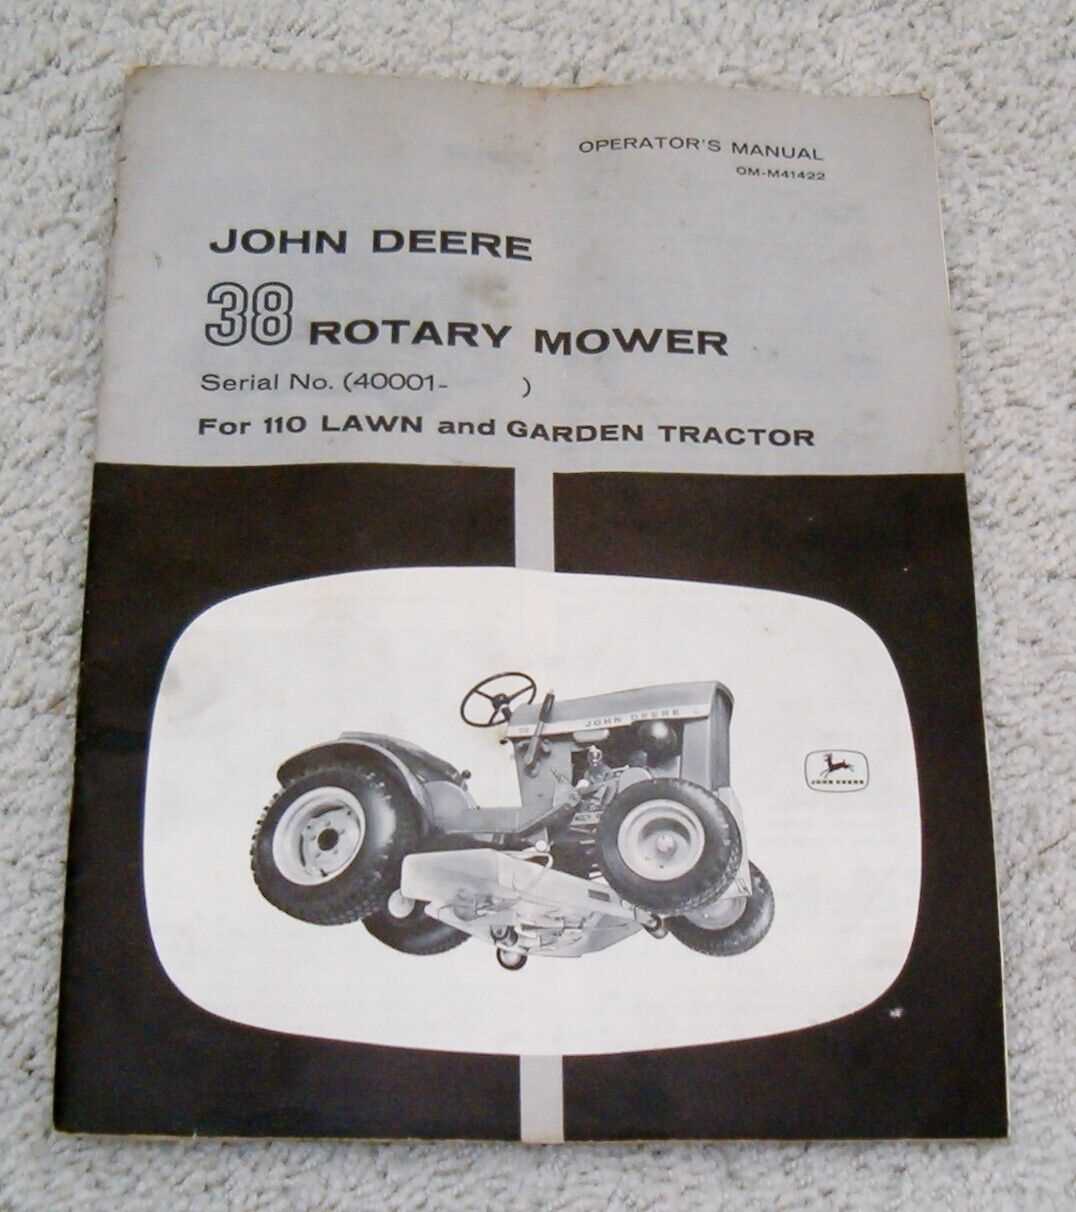 OPERATOR'S MANUAL
OM-M41422
JOHN DEERE
38 ROTARY MOWER
Serial No. (40001-          )
For 110 LAWN and GARDEN TRACTOR
JOHN DEERE
JOHN DEERE